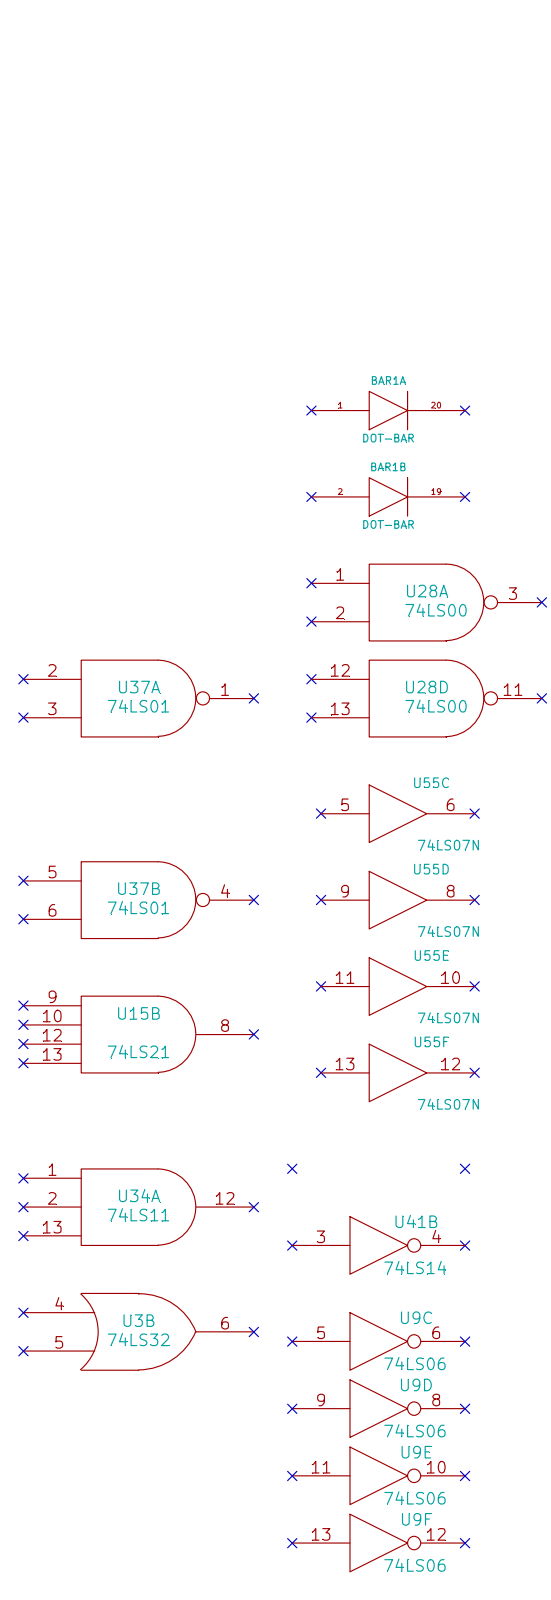 BAR1A
1 20
DOT-BAR
BAR1B
2 19
DOT-BAR
1
U28A
3
2
74LS00
2
U37A
1
3
74LS01
12
U28D
11
13
74LS00
U55C
5 6
74LS07N
5
U37B
4
6
74LS01
U55D
9 8
74LS07N
U55E
11 10
74LS07N
9
10
12
13
U15B
8
74LS21
U55F
13 12
74LS07N
1
2
13
U34A
12
74LS11
U41B
3 4
74LS14
4
U3B
6
5
74LS32
U9C
5 6
74LS06
U9D
9 8
74LS06
U9E
11 10
74LS06
U9F
13 12
74LS06